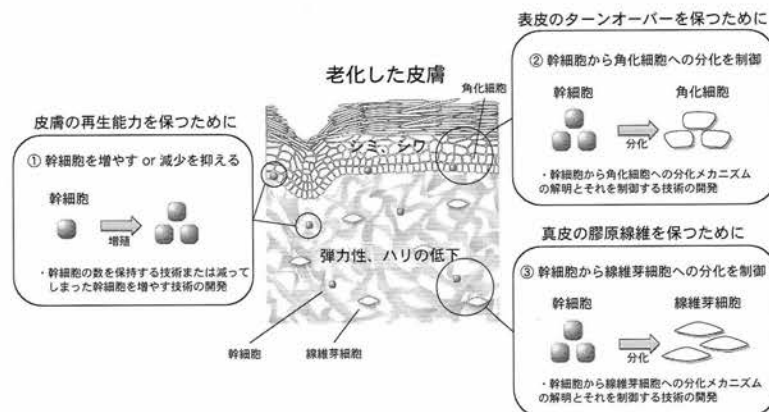 表皮のターンオーバーを保つために
② 幹細胞から角化細胞への分化を制御
幹細胞
角化細胞
分化
・幹細胞から角化細胞への分化メカニズム
の解明とそれを制御する技術の開発
老化した皮膚
角化細胞
シミ、シワ
弾力性、ハリの低下
幹細胞
線維芽細胞
皮膚の再生能力を保つために
① 幹細胞を増やす or 減少を抑える
幹細胞
増殖
・幹細胞の数を保持する技術または減って
しまった幹細胞を増やす技術の開発
真皮の膠原線維を保つために
③ 幹細胞から線維芽細胞への分化を制御
幹細胞
線維芽細胞
分化
・幹細胞から線維芽細胞への分化メカニズム
の解明とそれを制御する技術の開発